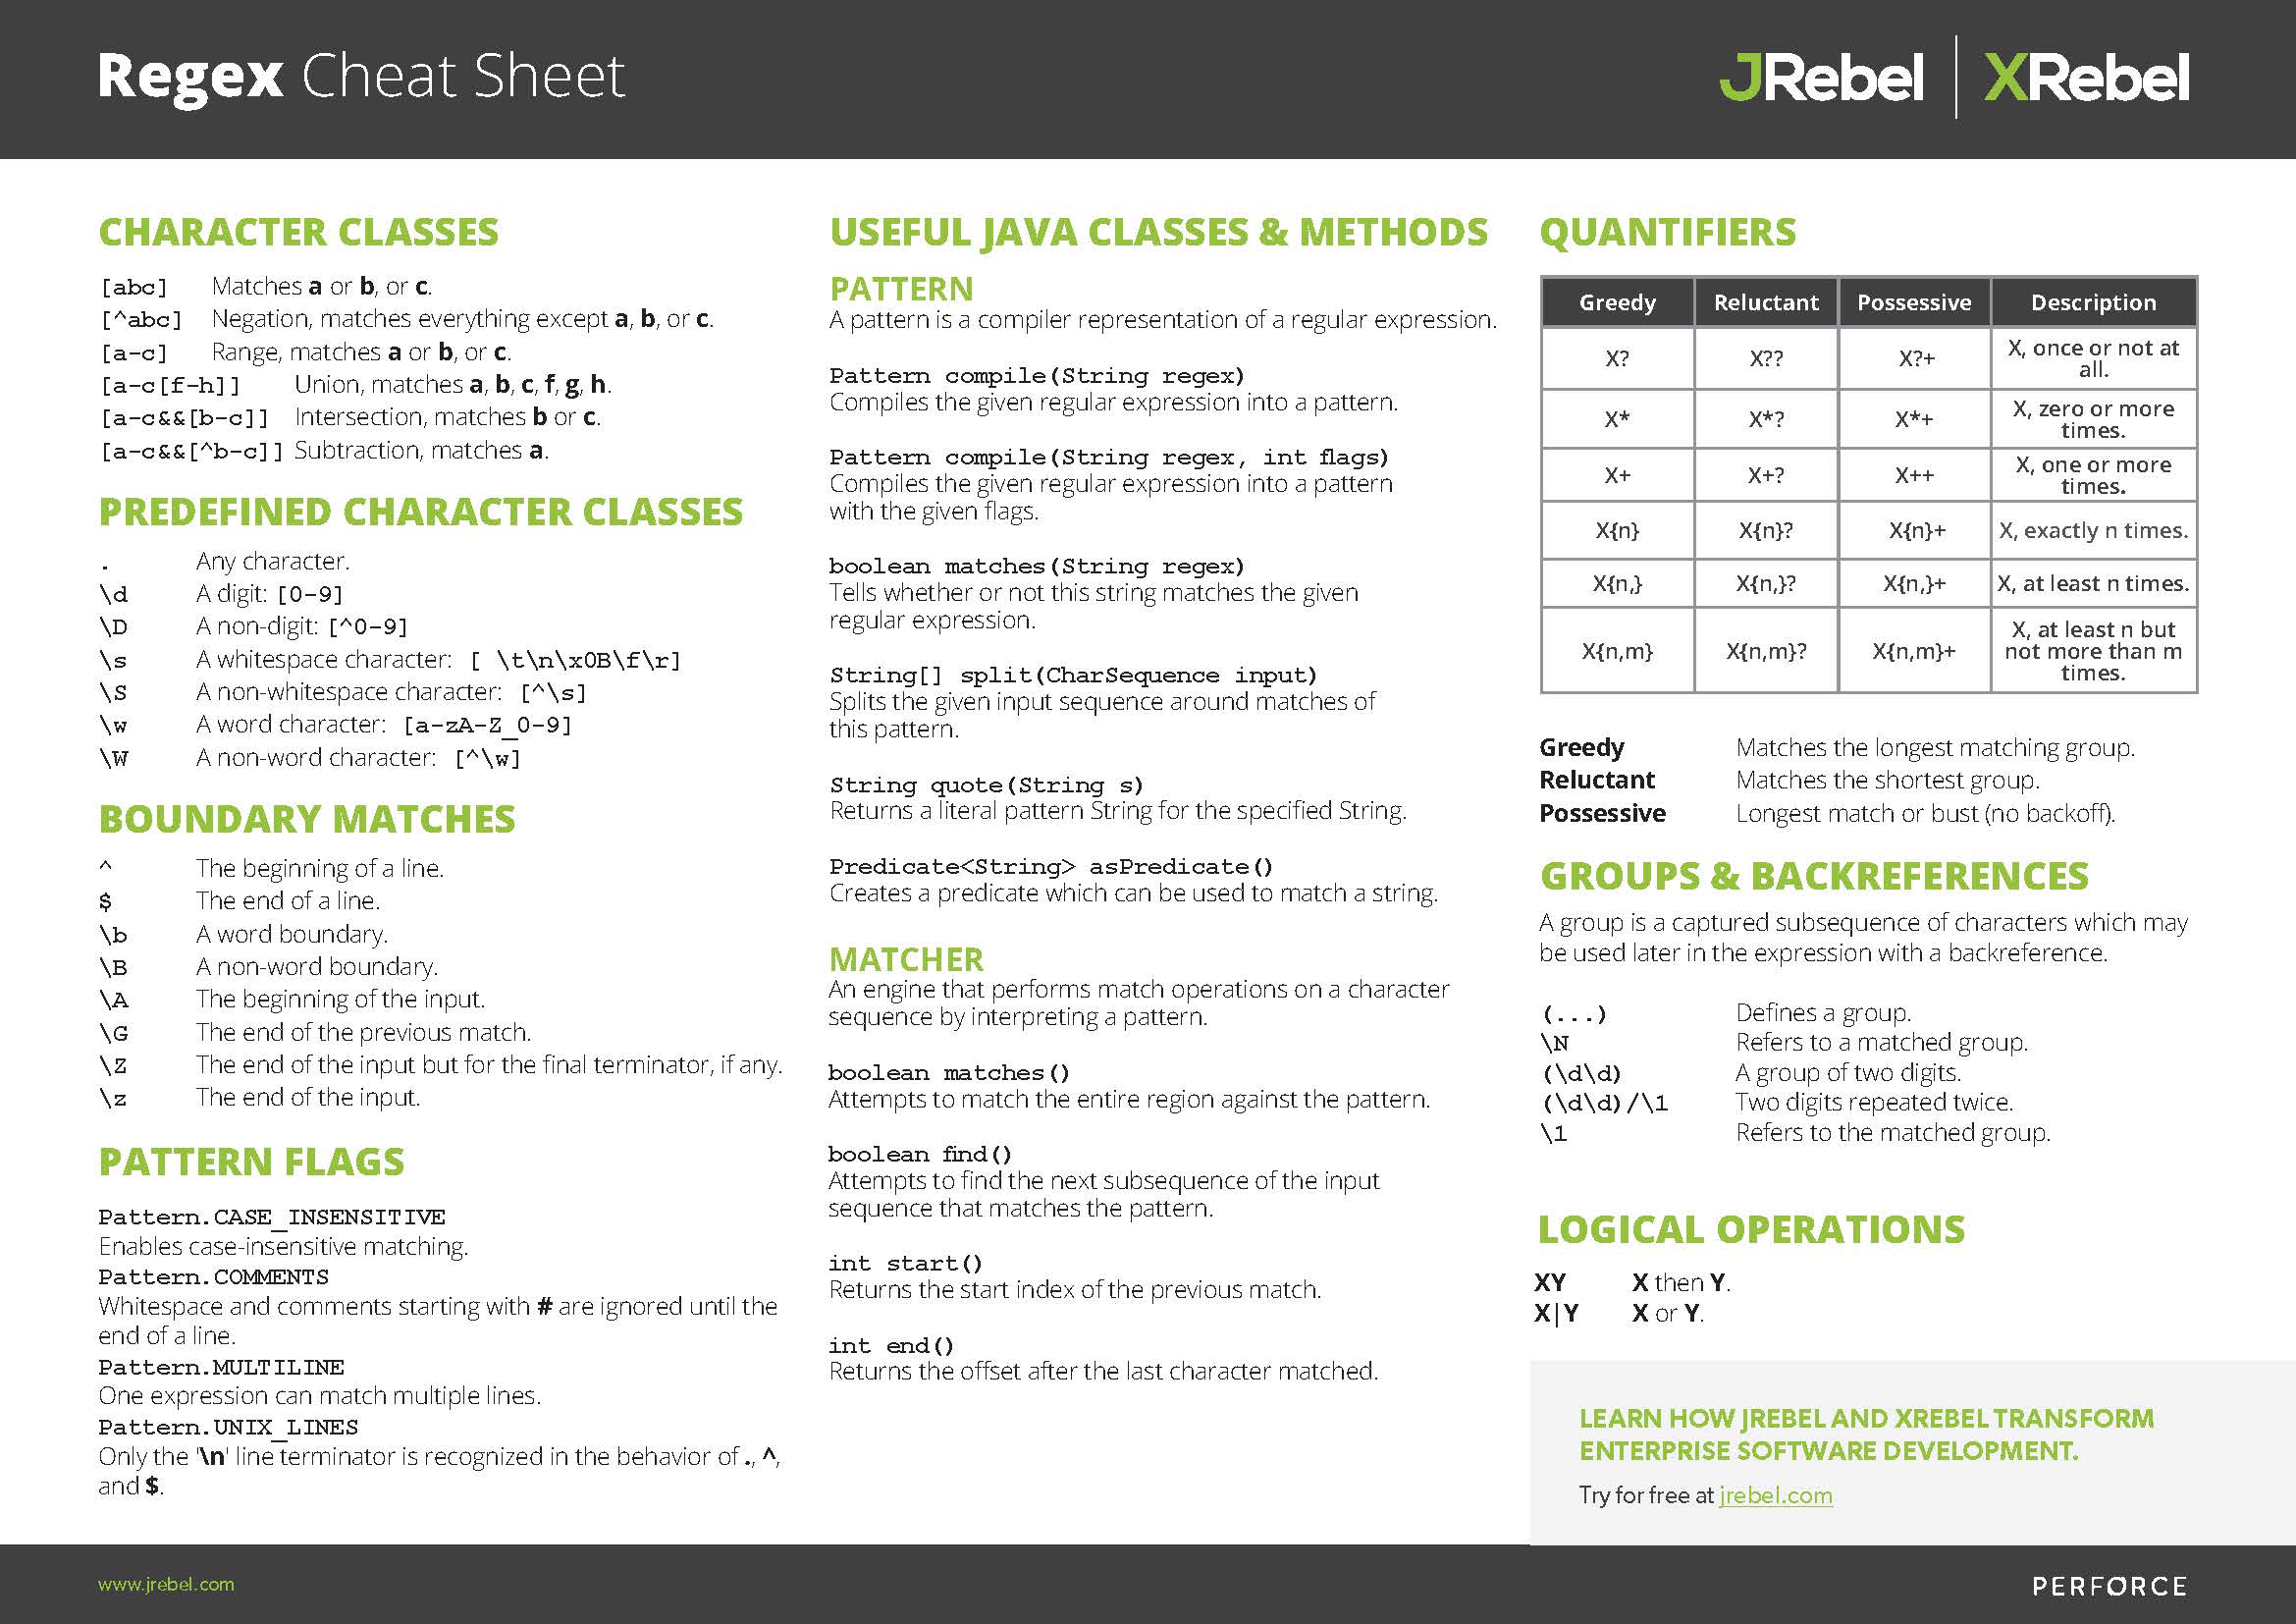 Regex Cheat Sheet
JRebel | XRebel
CHARACTER CLASSES
[abc] Matches a or b, or c.
[^abc] Negation, matches everything except a, b, or c.
[a-c] Range, matches a or b, or c.
[a-c[f-h]] Union, matches a, b, c, f, g, h.
[a-c&&[b-c]] Intersection, matches b or c.
[a-c&&[^b-c]] Subtraction, matches a.
PREDEFINED CHARACTER CLASSES
. Any character.
\d A digit: [0-9]
\D A non-digit: [^0-9]
\s A whitespace character: [ \t\n\x0B\f\r]
\S A non-whitespace character: [^\s]
\w A word character: [a-zA-Z_0-9]
\W A non-word character: [^\w]
BOUNDARY MATCHES
^ The beginning of a line.
$ The end of a line.
\b A word boundary.
\B A non-word boundary.
\A The beginning of the input.
\G The end of the previous match.
\Z The end of the input but for the final terminator, if any.
\z The end of the input.
PATTERN FLAGS
Pattern.CASE_INSENSITIVE
Enables case-insensitive matching.
Pattern.COMMENTS
Whitespace and comments starting with # are ignored until the
end of a line.
Pattern.MULTILINE
One expression can match multiple lines.
Pattern.UNIX_LINES
Only the '\n' line terminator is recognized in the behavior of ., ^,
and $.
USEFUL JAVA CLASSES & METHODS
PATTERN
A pattern is a compiler representation of a regular expression.
Pattern compile(String regex)
Compiles the given regular expression into a pattern.
Pattern compile(String regex, int flags)
Compiles the given regular expression into a pattern
with the given flags.
boolean matches(String regex)
Tells whether or not this string matches the given
regular expression.
String[] split(CharSequence input)
Splits the given input sequence around matches of
this pattern.
String quote(String s)
Returns a literal pattern String for the specified String.
Predicate<String> asPredicate()
Creates a predicate which can be used to match a string.
MATCHER
An engine that performs match operations on a character
sequence by interpreting a pattern.
boolean matches()
Attempts to match the entire region against the pattern.
boolean find()
Attempts to find the next subsequence of the input
sequence that matches the pattern.
int start()
Returns the start index of the previous match.
int end()
Returns the offset after the last character matched.
QUANTIFIERS
Greedy Reluctant Possessive Description
X? X?? X?+ X, once or not at
all.
X* X*? X*+ X, zero or more
times.
X+ X+? X++ X, one or more
times.
X{n} X{n}? X{n}+ X, exactly n times.
X{n,} X{n,}? X{n,}+ X, at least n times.
X{n,m} X{n,m}? X{n,m}+ X, at least n but
not more than m
times.
Greedy Matches the longest matching group.
Reluctant Matches the shortest group.
Possessive Longest match or bust (no backoff).
GROUPS & BACKREFERENCES
A group is a captured subsequence of characters which may
be used later in the expression with a backreference.
(...) Defines a group.
\N Refers to a matched group.
(\d\d) A group of two digits.
(\d\d)/\1 Two digits repeated twice.
\1 Refers to the matched group.
LOGICAL OPERATIONS
XY X then Y.
X|Y X or Y.
LEARN HOW JREBEL AND XREBEL TRANSFORM
ENTERPRISE SOFTWARE DEVELOPMENT.
Try for free at jrebel.com
www.jrebel.com
PERFORCE